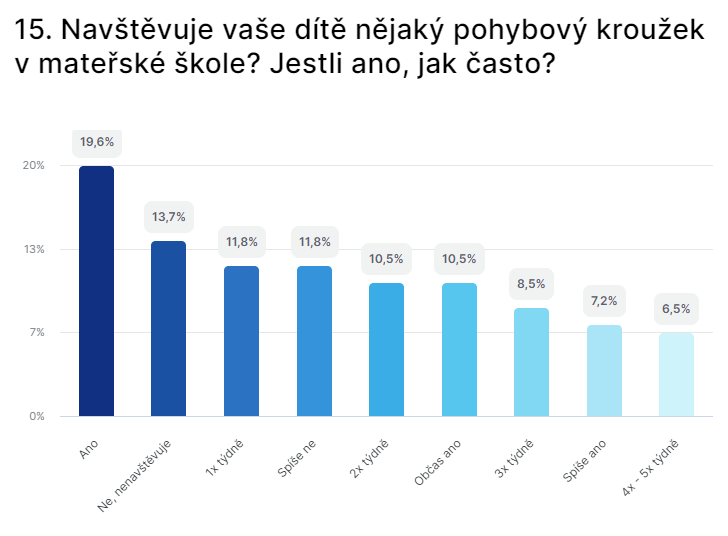 15. Navštěvuje vaše dítě nějaký pohybový kroužek
v mateřské škole? Jestli ano, jak často?
19,6%
20%
13,7%
11,8%
11,8%
13%
10,5%
10,5%
8,5%
7,2%
6,5%
7%
0%
Ano
Ne, nenavštěvuje
1x týdně
Spíše ne
2x týdně
Občas ano
3x týdně
Spíše ano
4x - 5x týdně